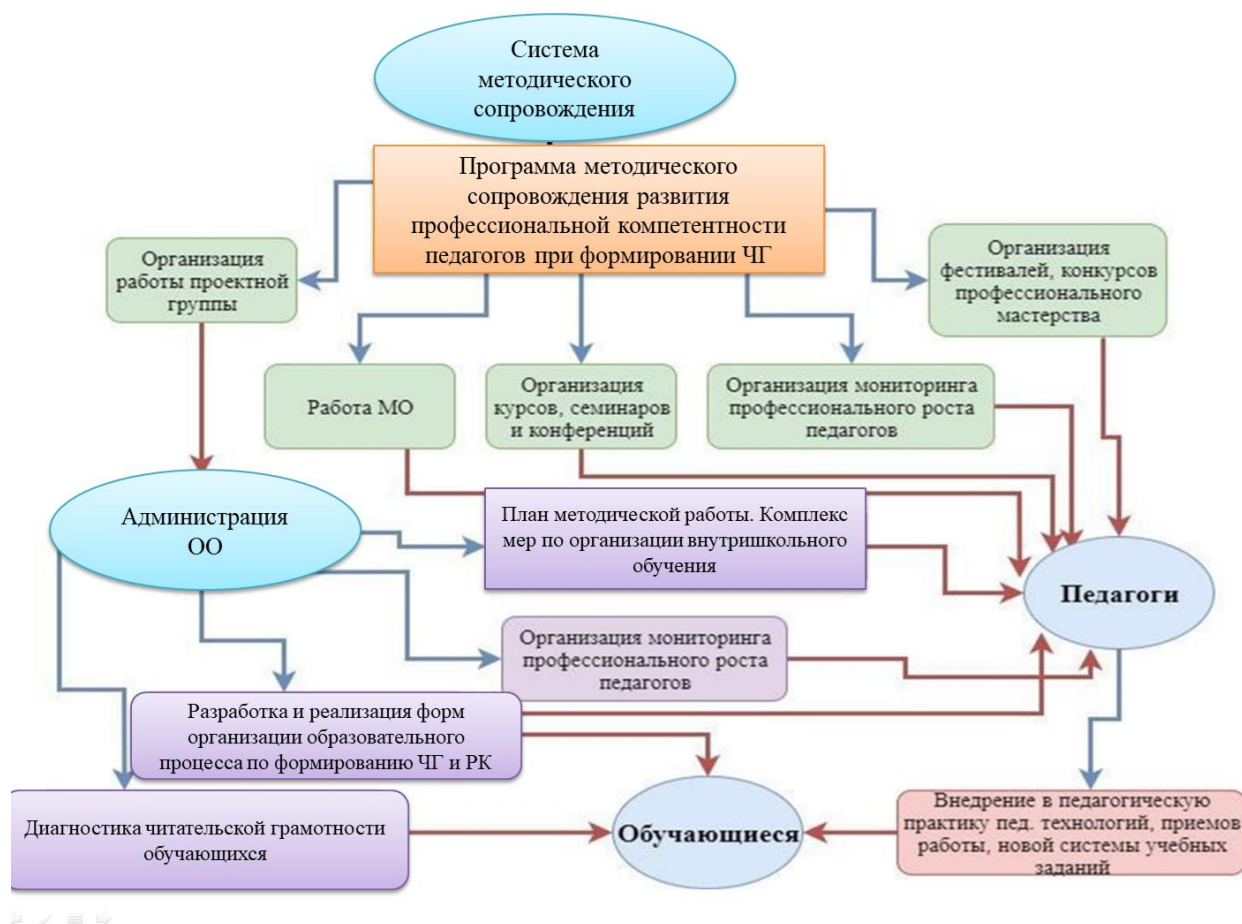 Система
методического
сопровождения
Программа методического
сопровождения развития
профессиональной компетентности
педагогов при формировании ЧГ
Организация
работы проектной
группы
Организация
фестивалей, конкурсов
профессионального
мастерства
Работа МО
Организация
курсов, семинаров
и конференций
Организация мониторинга
профессионального роста
педагогов
Администрация
ОО
План методической работы. Комплекс
мер по организации внутришкольного
обучения
Педагоги
Организация мониторинга
профессионального роста
педагогов
Разработка и реализация форм
организации образовательного
процесса по формированию ЧГ и РК
Диагностика читательской грамотности
обучающихся
Обучающиеся
Внедрение в педагогическую
практику пед. технологий, приемов
работы, новой системы учебных
заданий